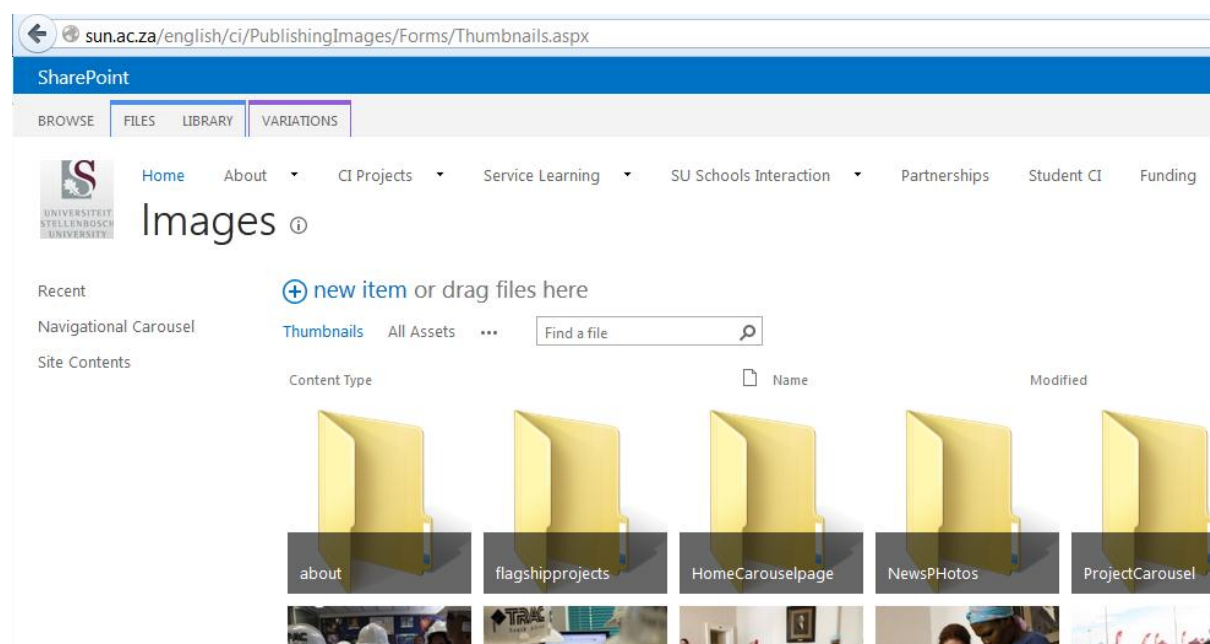 sun.ac.za/english/ci/PublishingImages/Forms/Thumbnails.aspx
SharePoint
BROWSE FILES LIBRARY VARIATIONS
S
UNIVERSITEIT
STELLENBOSCH
UNIVERSITY
Home About CI Projects Service Learning SU Schools Interaction Partnerships Student CI Funding
Images
Recent
Navigational Carousel
Site Contents
new item or drag files here
Thumbnails All Assets ••• Find a file
Content Type Name Modified
about flagshipprojects HomeCarouselpage NewsPHotos ProjectCarousel
TRAC